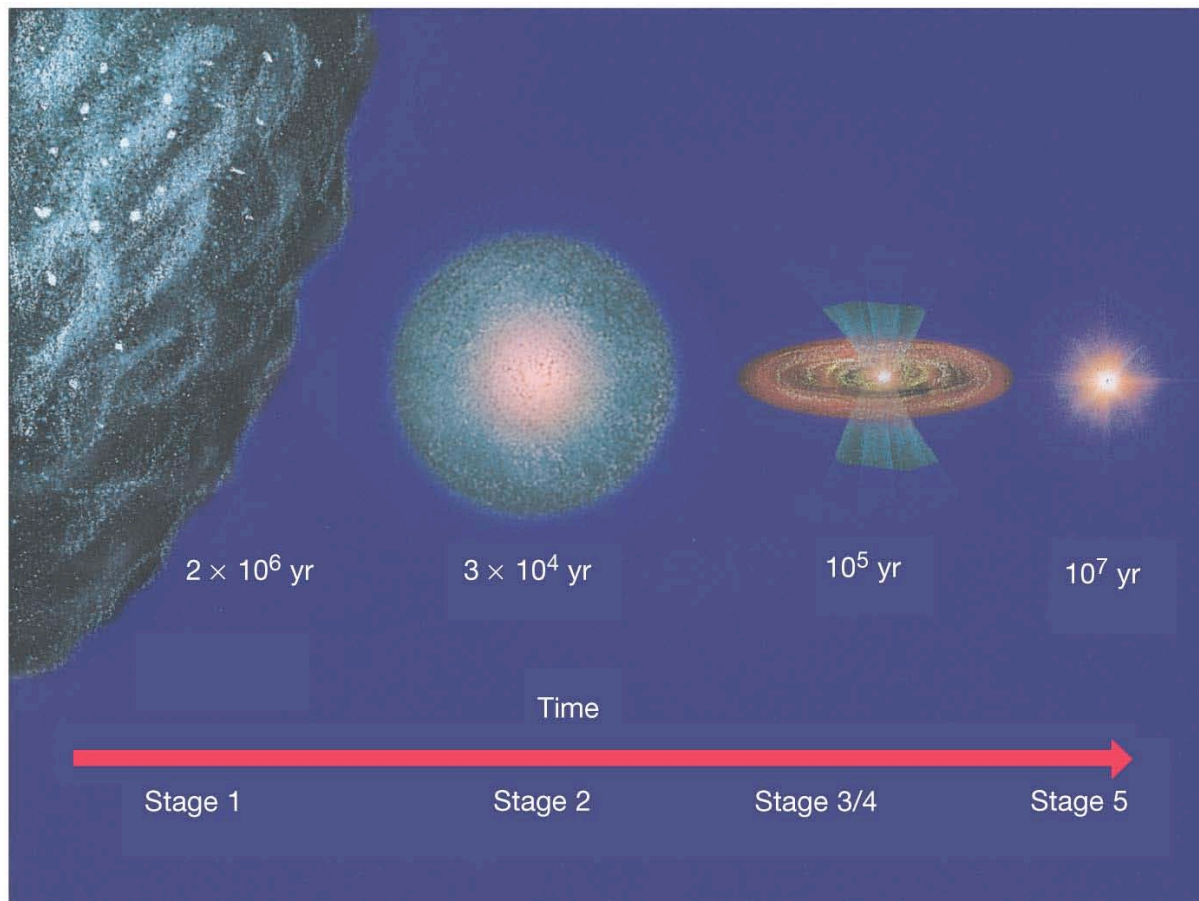 2 × 10⁶ yr
3 × 10⁴ yr
10⁵ yr
10⁷ yr
Time
Stage 1
Stage 2
Stage 3/4
Stage 5